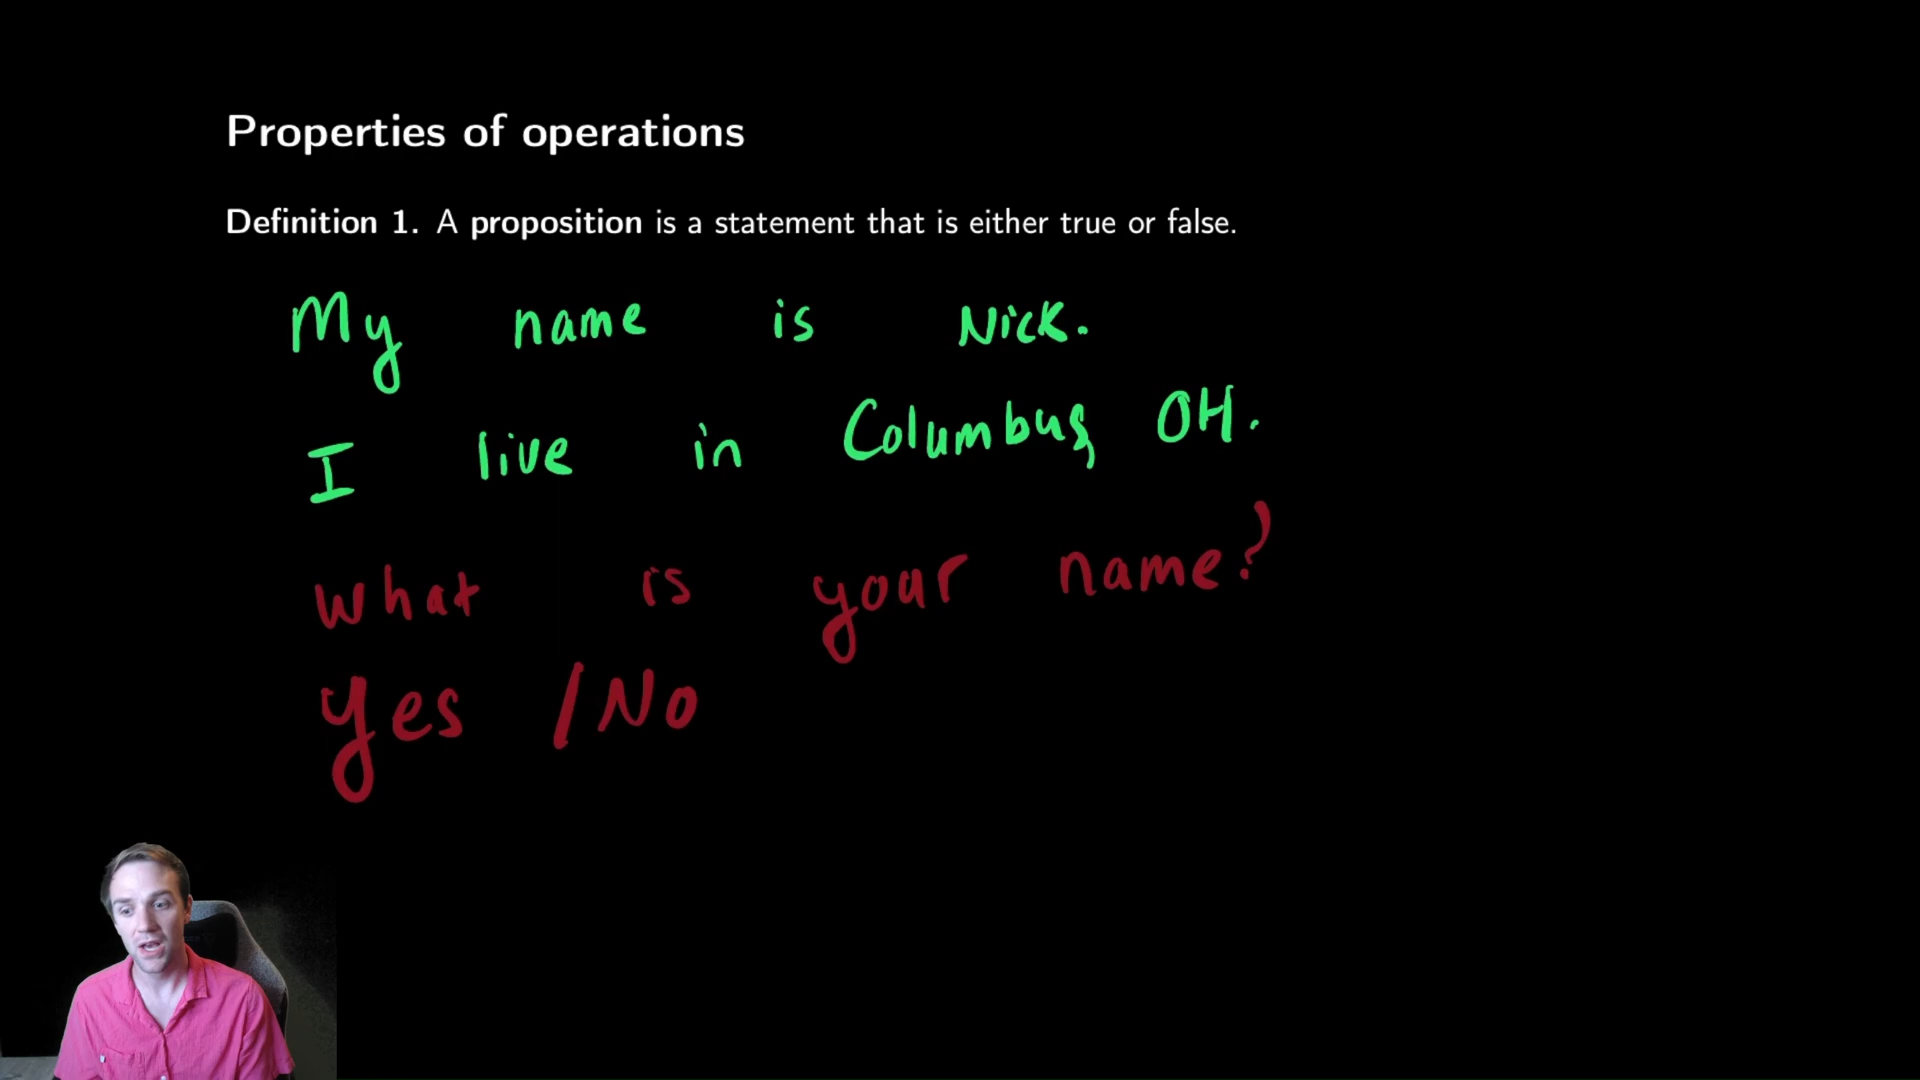 Properties of operations
Definition 1. A proposition is a statement that is either true or false.
My name is Nick.
I live in Columbus, OH.
What is your name?
Yes / No